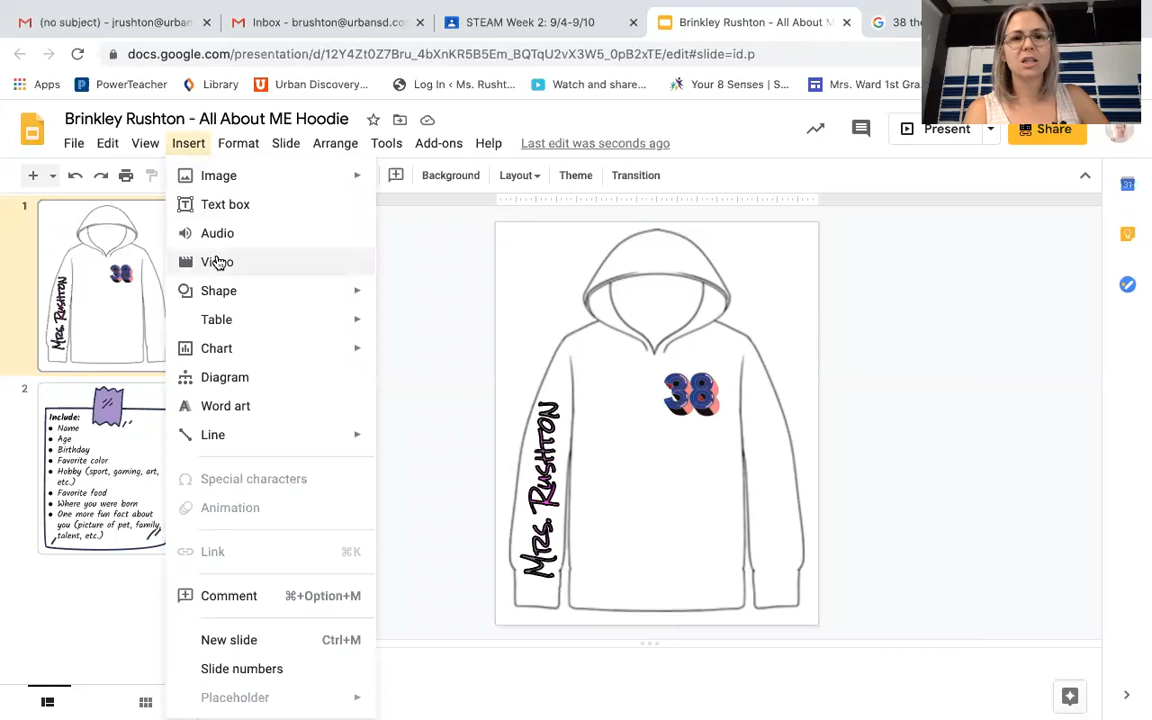 (no subject) - jrushton@urban
Inbox - brushton@urbansd.co
STEAM Week 2: 9/4-9/10
Brinkley Rushton - All About M
38 the
docs.google.com/presentation/d/12Y4Zt0Z7Bru_4bXnKR5B5Em_BQTqU2vX3W5_0pB2xTE/edit#slide=id.p
Apps
PowerTeacher
Library
Urban Discovery...
Log In < Ms. Rusht...
Watch and share...
Your 8 Senses | S...
Mrs. Ward 1st Gra
Brinkley Rushton - All About ME Hoodie
File Edit View Insert Format Slide Arrange Tools Add-ons Help Last edit was seconds ago
Present
Share
Background Layout Theme Transition
31
Image
Text box
Audio
Shape
Table
Chart
Diagram
Word art
Line
Special characters
Animation
Link ⌘K
Comment ⌘+Option+M
New slide Ctrl+M
Slide numbers
Placeholder
1
38
Mrs. Rushton
2
Include:
Name
Age
Birthday
Favorite color
Hobby (sport, gaming, art,
etc.)
Favorite food
Where you were born
One more fun fact about
you (picture of pet, family,
talent, etc.)
38
Mrs. Rushton